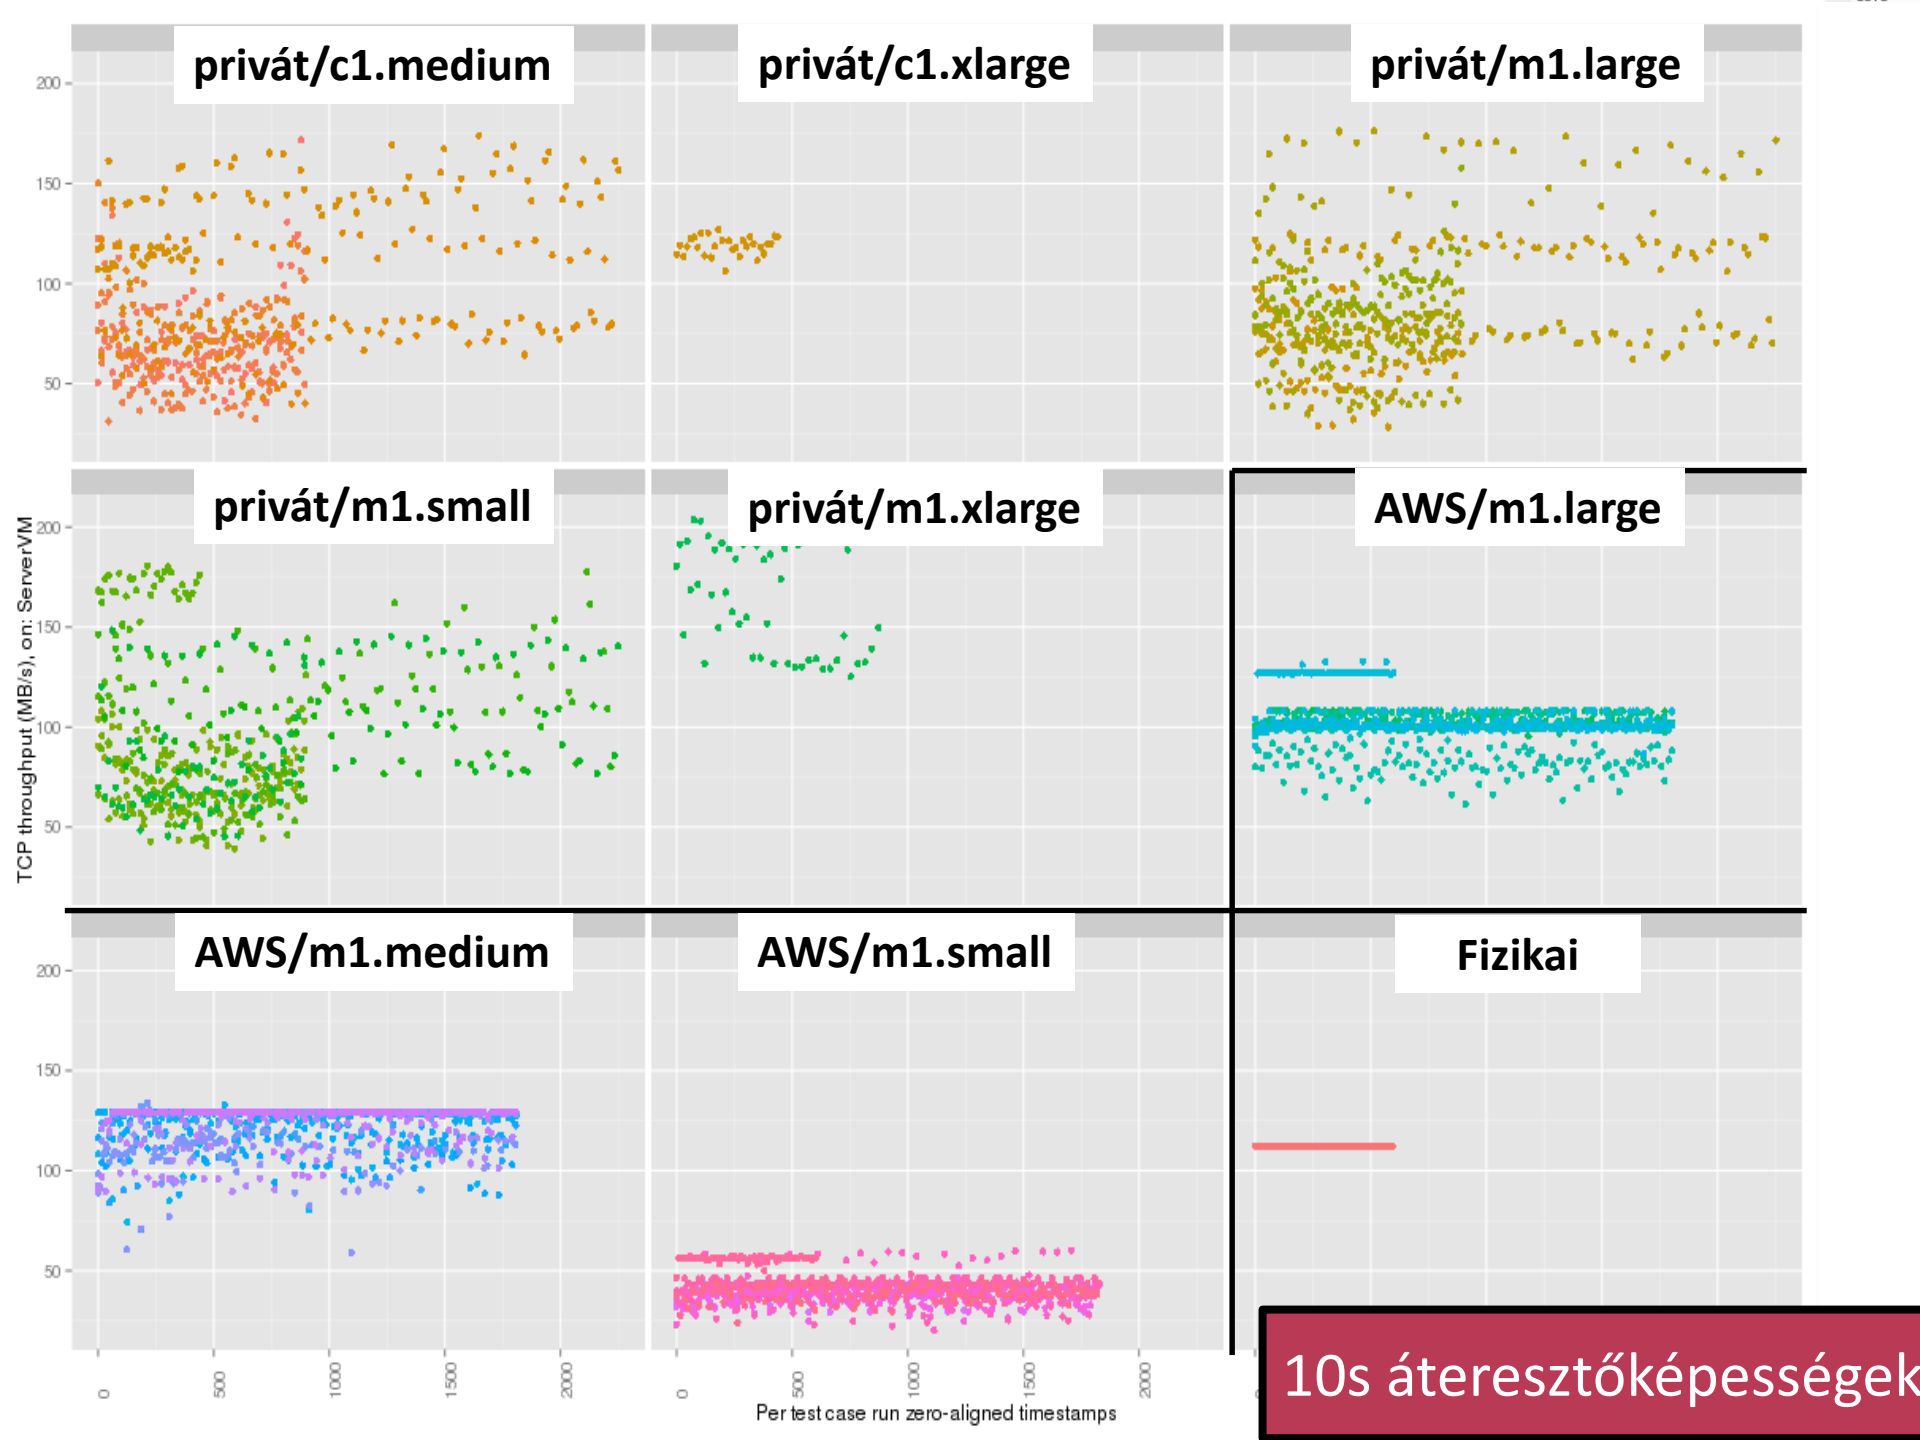 privát/c1.medium
privát/c1.xlarge
privát/m1.large
200
150
100
50
privát/m1.small
privát/m1.xlarge
AWS/m1.large
200
150
100
50
TCP throughput (MB/s), on: ServerVM
AWS/m1.medium
AWS/m1.small
Fizikai
200
150
100
50
0
500
1000
1500
2000
0
500
1000
1500
2000
Per test case run zero-aligned timestamps
10s áteresztőképességek